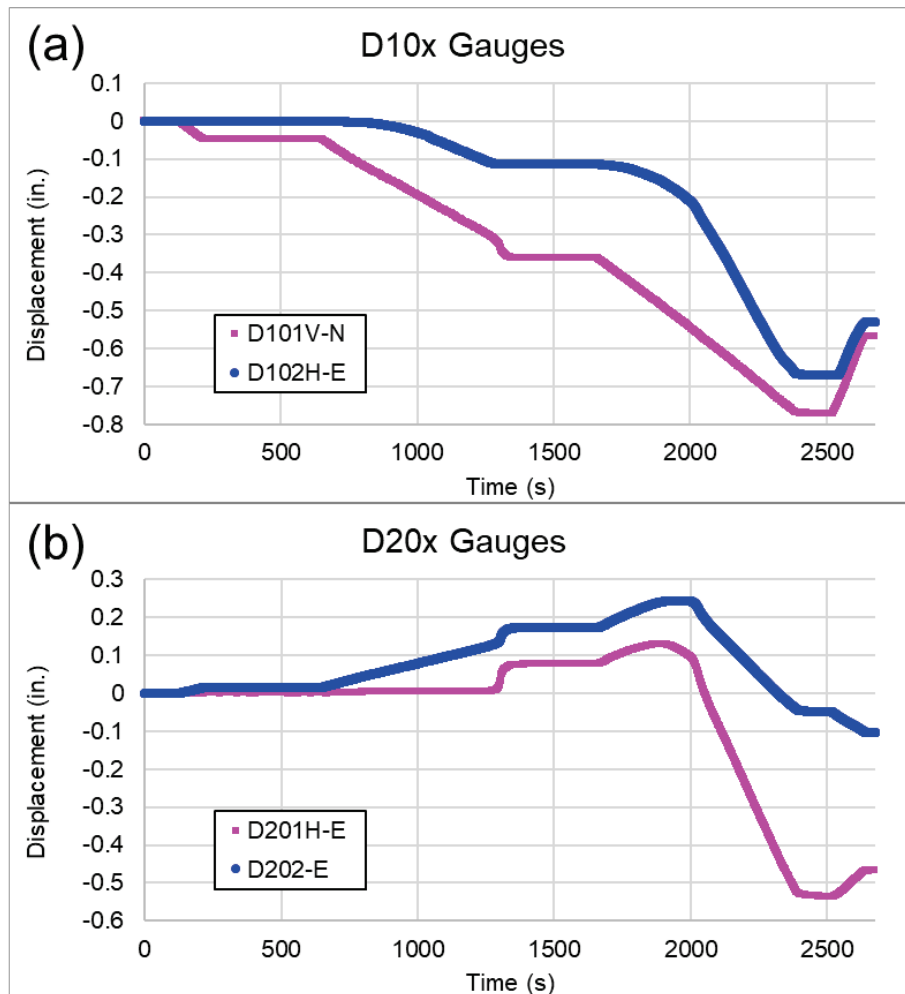 (a)
D10x Gauges
Displacement (in.)
0.1
0
-0.1
-0.2
-0.3
-0.4
-0.5
-0.6
-0.7
-0.8
D101V-N
D102H-E
0 500 1000 1500 2000 2500
Time (s)
(b)
D20x Gauges
Displacement (in.)
0.3
0.2
0.1
0
-0.1
-0.2
-0.3
-0.4
-0.5
-0.6
D201H-E
D202-E
0 500 1000 1500 2000 2500
Time (s)